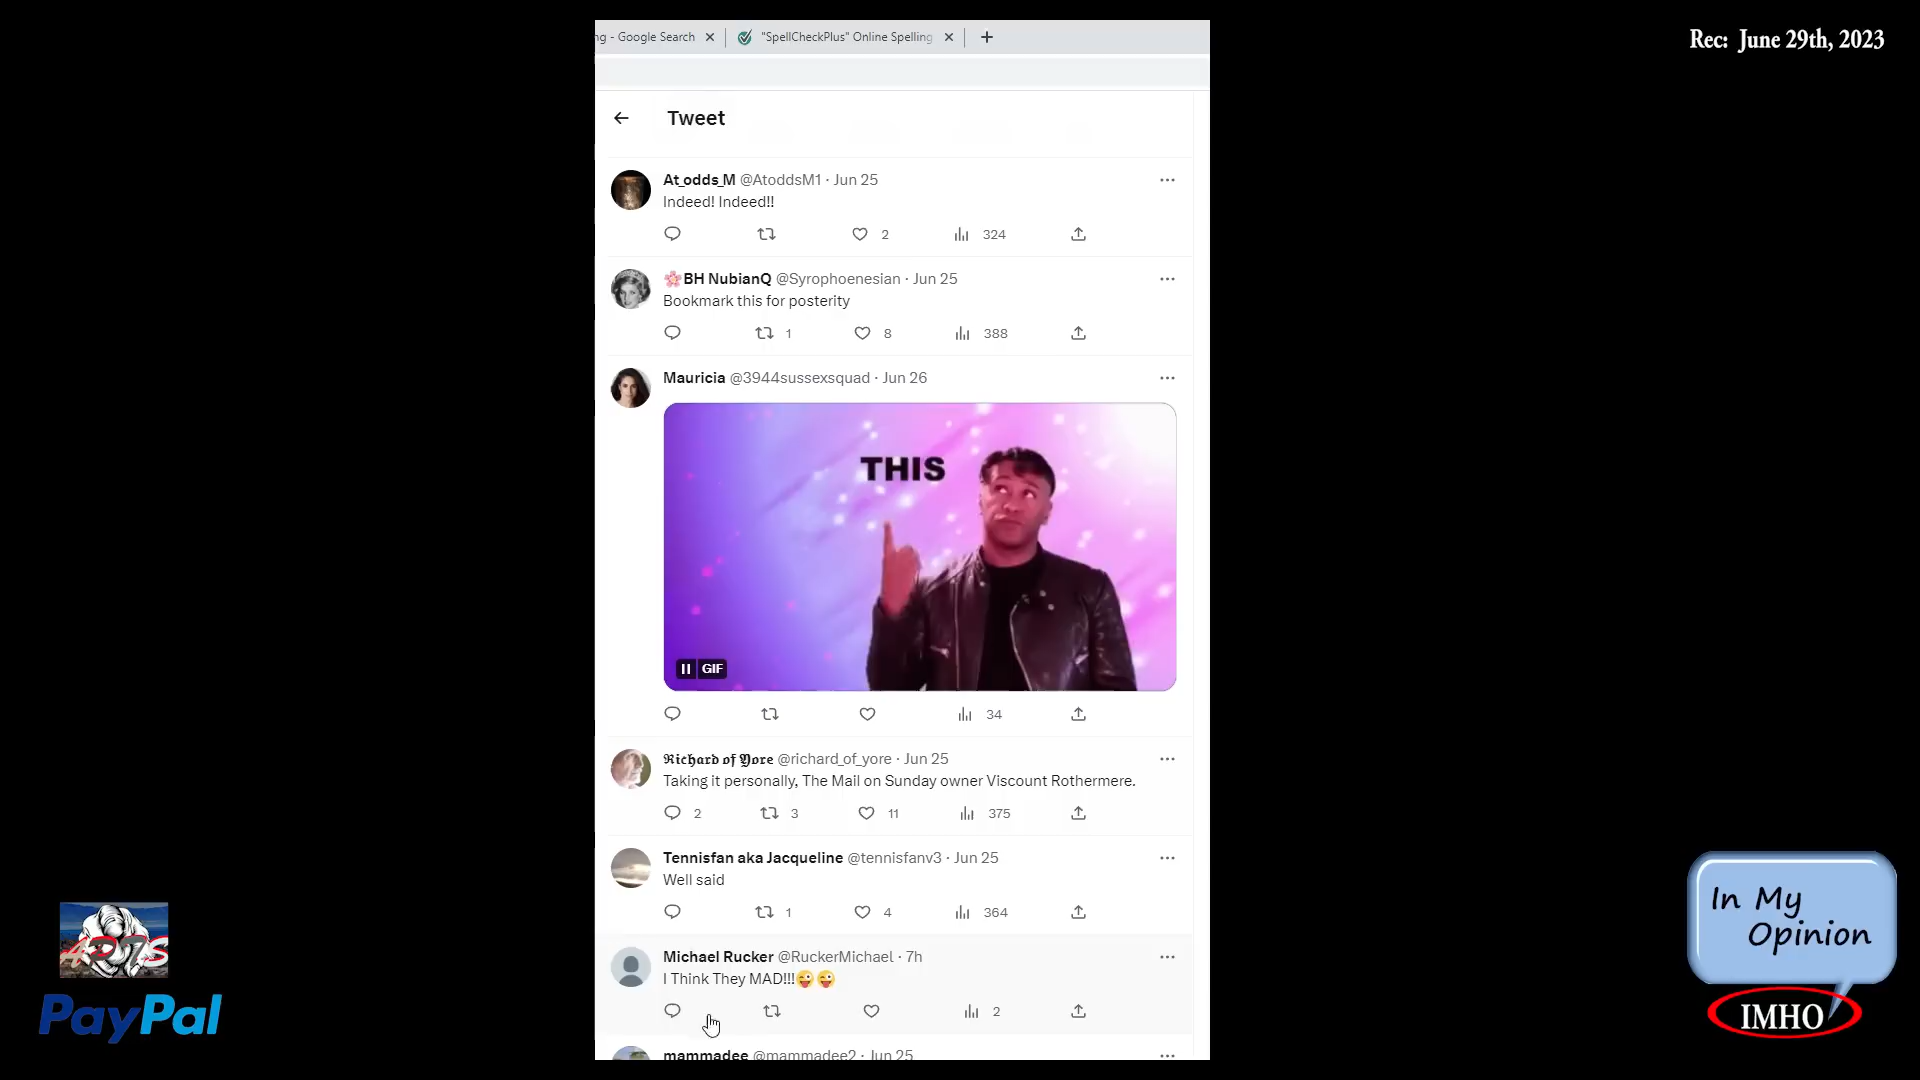 ng - Google Search
"SpellCheckPlus" Online Spelling
Rec: June 29th, 2023
Tweet
At_odds_M @AtoddsM1 · Jun 25
Indeed! Indeed!!
2 324
🌸BH NubianQ @Syrophoenesian · Jun 25
Bookmark this for posterity
1 8 388
Mauricia @3944sussexsquad · Jun 26
THIS
GIF
34
𝕽𝖎𝖈𝖍𝖆𝖗𝖉 𝖔𝖋 𝖄𝖔𝖗𝖊 @richard_of_yore · Jun 25
Taking it personally, The Mail on Sunday owner Viscount Rothermere.
2 3 11 375
Tennisfan aka Jacqueline @tennisfanv3 · Jun 25
Well said
1 4 364
Michael Rucker @RuckerMichael · 7h
I Think They MAD!!!😜😜
2
mammadee @mammadee2 · Jun 25
PayPal
In My
Opinion
IMHO